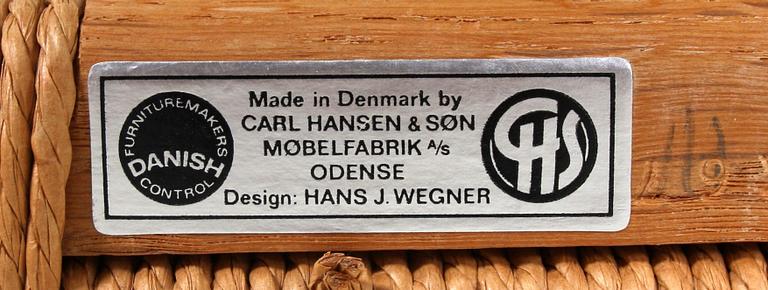 FURNITUREMAKERS
DANISH
CONTROL
Made in Denmark by
CARL HANSEN & SØN
MØBELFABRIK A/s
ODENSE
Design: HANS J. WEGNER
CHS